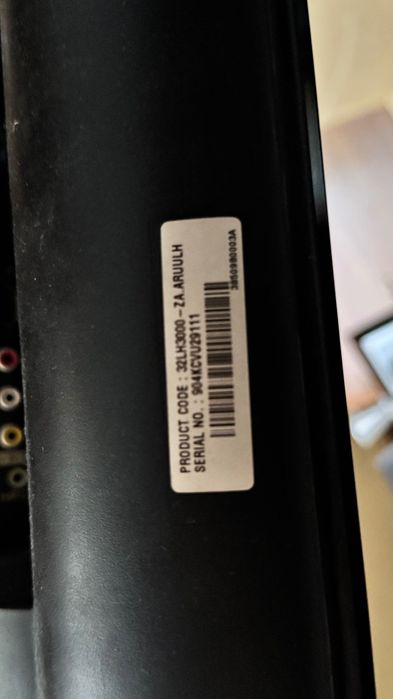 PRODUCT CODE : 32LH3000-ZA.ARUULH
SERIAL NO. : 904KCVU29111
3850980003A